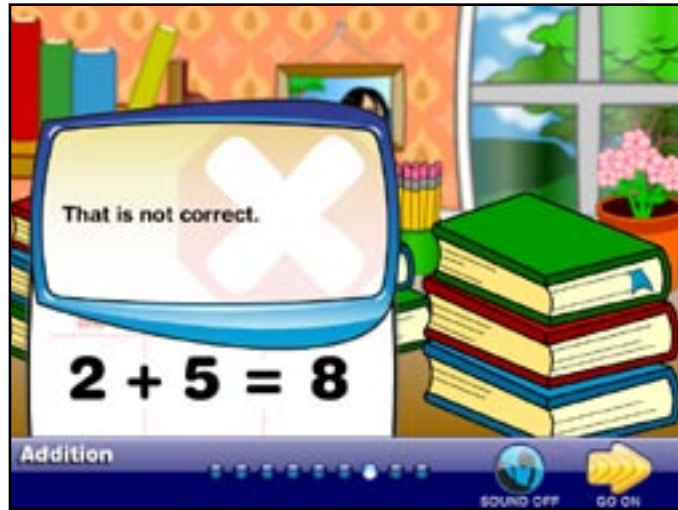 That is not correct.
2 + 5 = 8
Addition
SOUND OFF
GO ON